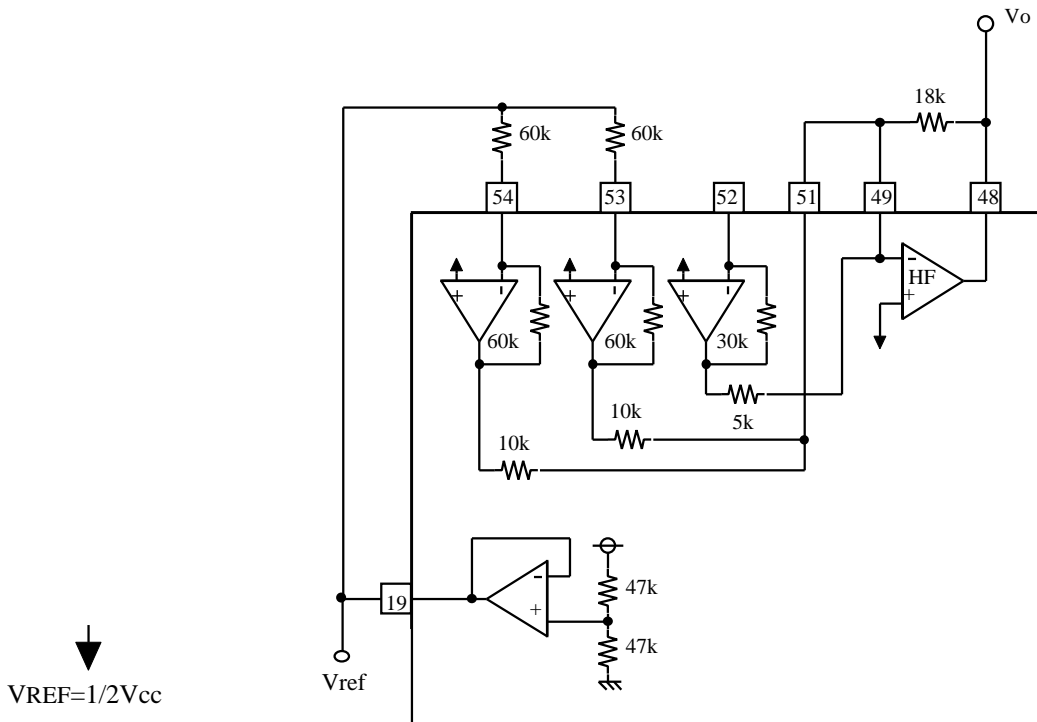 Vo
18k
60k
60k
54
53
52
51
49
48
+
-
+
-
+
-
-
HF
+
60k
60k
30k
10k
5k
10k
-
+
47k
47k
19
Vref
VREF=1/2Vcc